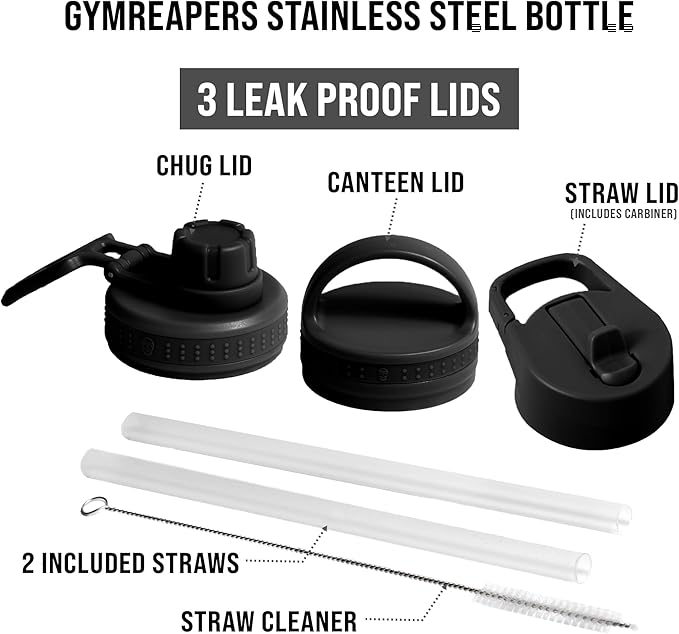 GYMREAPERS STAINLESS STEEL BOTTLE
3 LEAK PROOF LIDS
CHUG LID
CANTEEN LID
STRAW LID
(INCLUDES CARBINER)
2 INCLUDED STRAWS
STRAW CLEANER